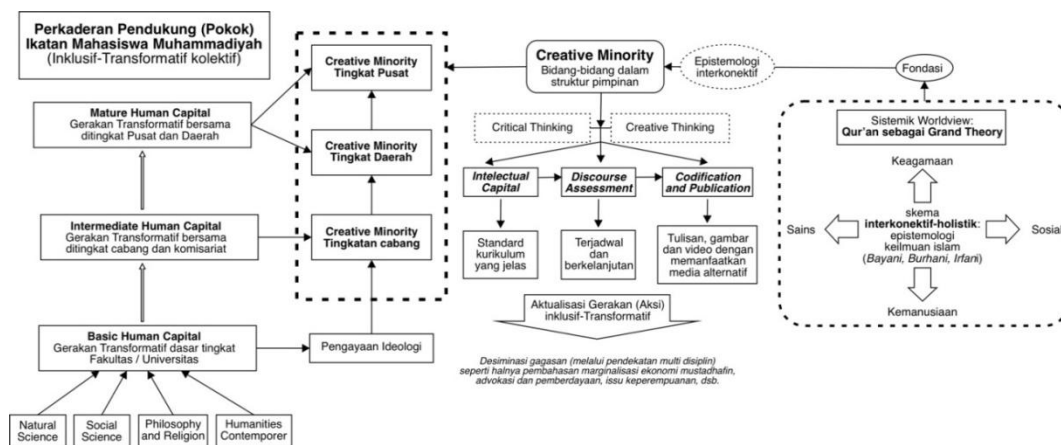 Perkaderan Pendukung (Pokok)
Ikatan Mahasiswa Muhammadiyah
(Inklusif-Transformatif kolektif)
Mature Human Capital
Gerakan Transformatif bersama
ditingkat Pusat dan Daerah
Intermediate Human Capital
Gerakan Transformatif bersama
ditingkat cabang dan komisariat
Basic Human Capital
Gerakan Transformatif dasar tingkat
Fakultas / Universitas
Natural
Science
Social
Science
Philosophy
and Religion
Humanities
Contemporer
Creative Minority
Tingkat Pusat
Creative Minority
Tingkat Daerah
Creative Minority
Tingkatan cabang
Pengayaan Ideologi
Creative Minority
Bidang-bidang dalam
struktur pimpinan
Critical Thinking
Creative Thinking
Intelectual
Capital
Discourse
Assessment
Codification
and Publication
Standard
kurikulum
yang jelas
Terjadwal
dan
berkelanjutan
Tulisan, gambar
dan video dengan
memanfaatkan
media alternatif
Aktualisasi Gerakan (Aksi)
inklusif-Transformatif
Desiminasi gagasan (melalui pendekatan multi disiplin)
seperti halnya pembahasan marginalisasi ekonomi mustadhafin,
advokasi dan pemberdayaan, issu keperempuanan, dsb.
Epistemologi
interkonektif
Fondasi
Sistemik Worldview:
Qur'an sebagai Grand Theory
Keagamaan
Sains
skema
interkonektif-holistik:
epistemologi
keilmuan islam
(Bayani, Burhani, Irfani)
Sosial
Kemanusiaan